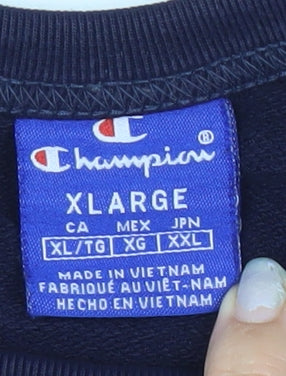 Champion®
XLARGE
CA MEX JPN
XL/TG XG XXL
MADE IN VIETNAM
FABRIQUÉ AU VIÊT-NAM
HECHO EN VIETNAM